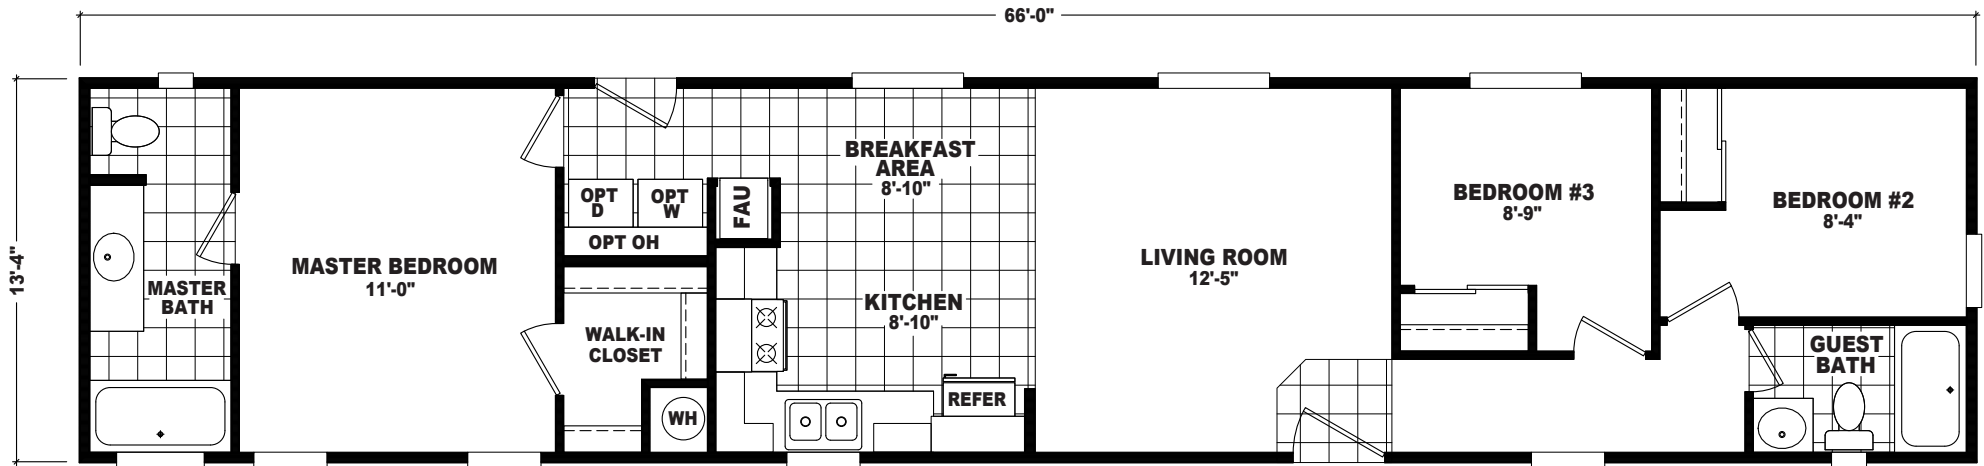 66'-0"
13'-4"
MASTER
BATH
MASTER BEDROOM
11'-0"
OPT
D
OPT
W
OPT OH
FAU
WALK-IN
CLOSET
WH
BREAKFAST
AREA
8'-10"
KITCHEN
8'-10"
REFER
LIVING ROOM
12'-5"
BEDROOM #3
8'-9"
BEDROOM #2
8'-4"
GUEST
BATH